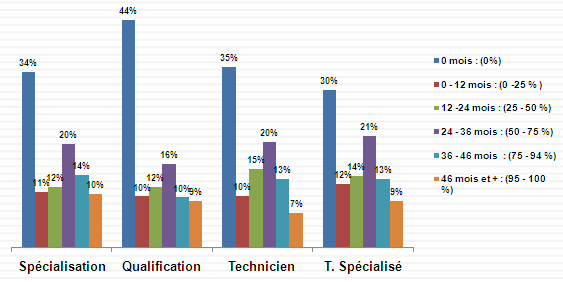 44%
34%
35%
30%
20%
16%
20%
21%
11%
12%
14%
10%
10%
12%
10%
9%
10%
15%
13%
7%
12%
14%
13%
9%
Spécialisation
Qualification
Technicien
T. Spécialisé
0 mois : (0%)
0 - 12 mois : (0 -25 % )
12 -24 mois : (25 - 50 %)
24 - 36 mois : (50 - 75 %)
36 - 46 mois : (75 - 94 %)
46 mois et + : (95 - 100
%)